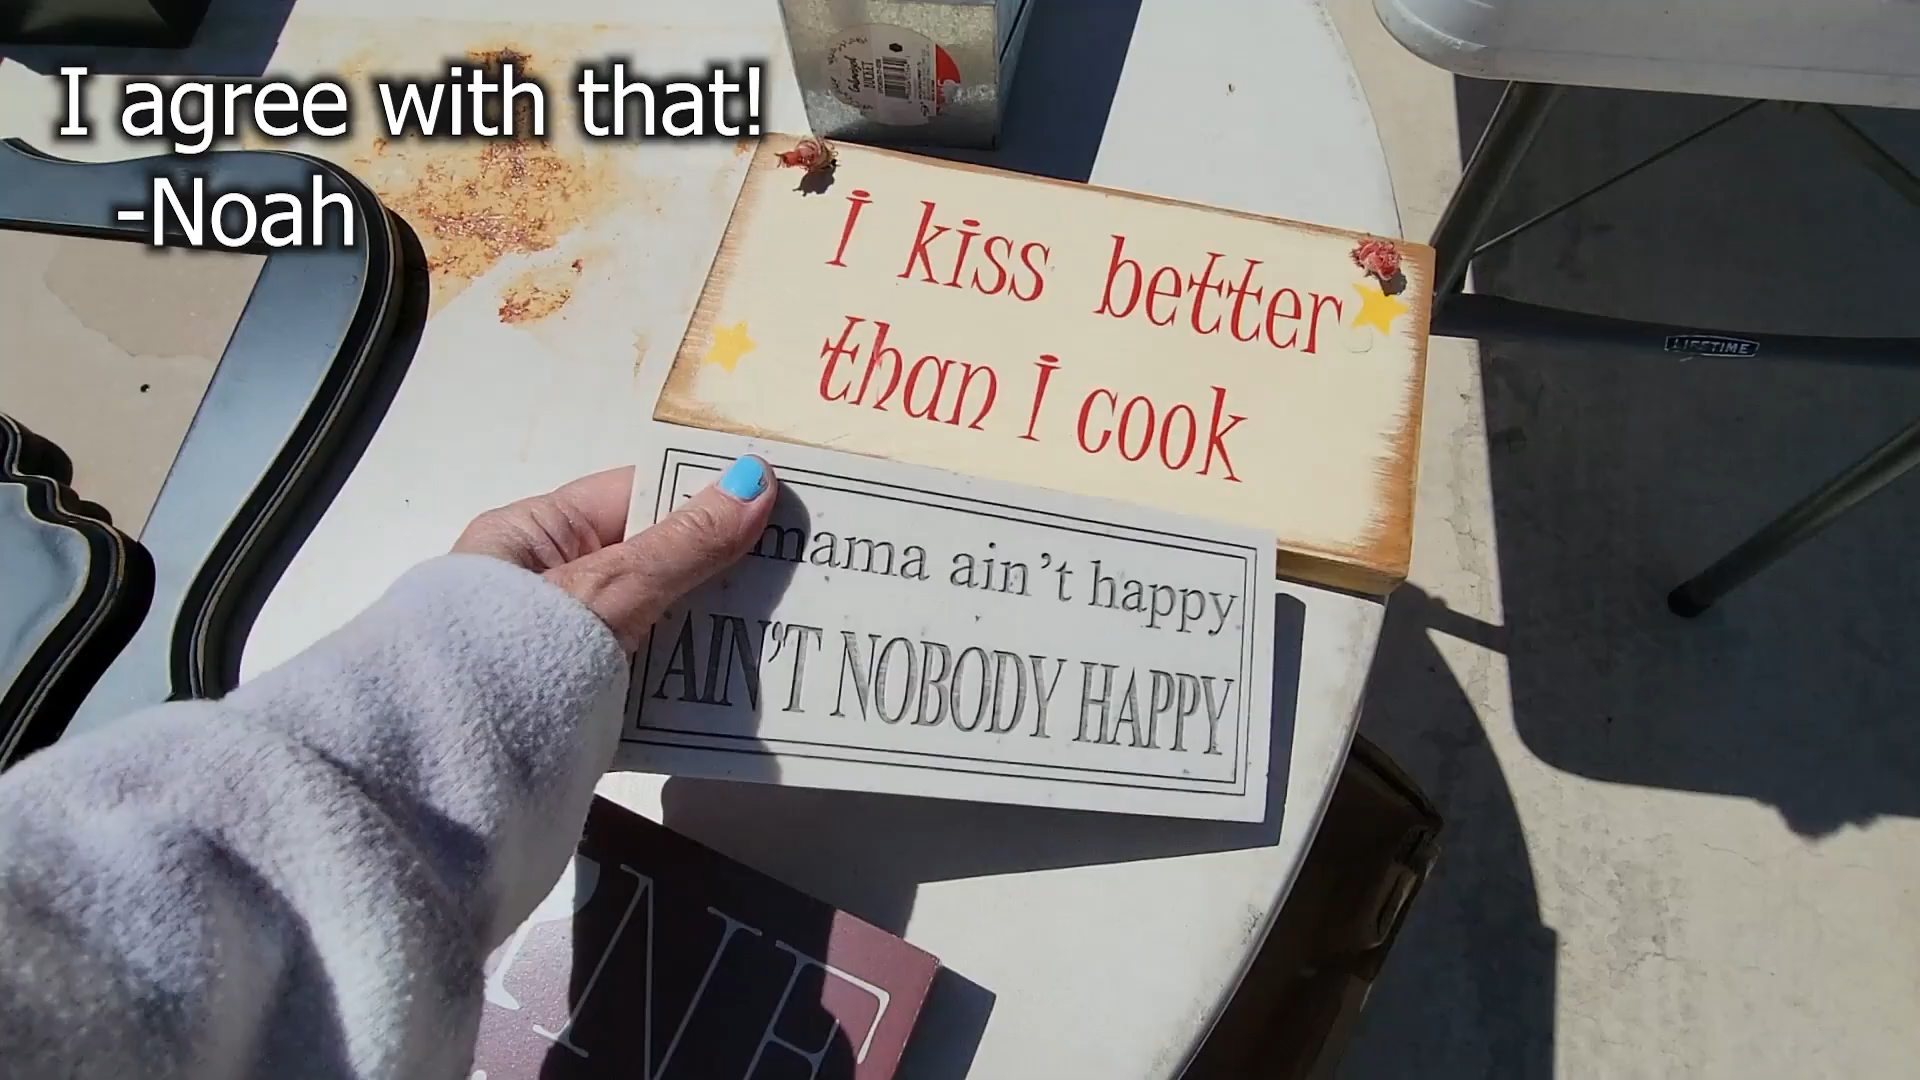 I agree with that!
-Noah
I kiss better
than I cook
mama ain't happy
AIN'T NOBODY HAPPY
LIFETIME